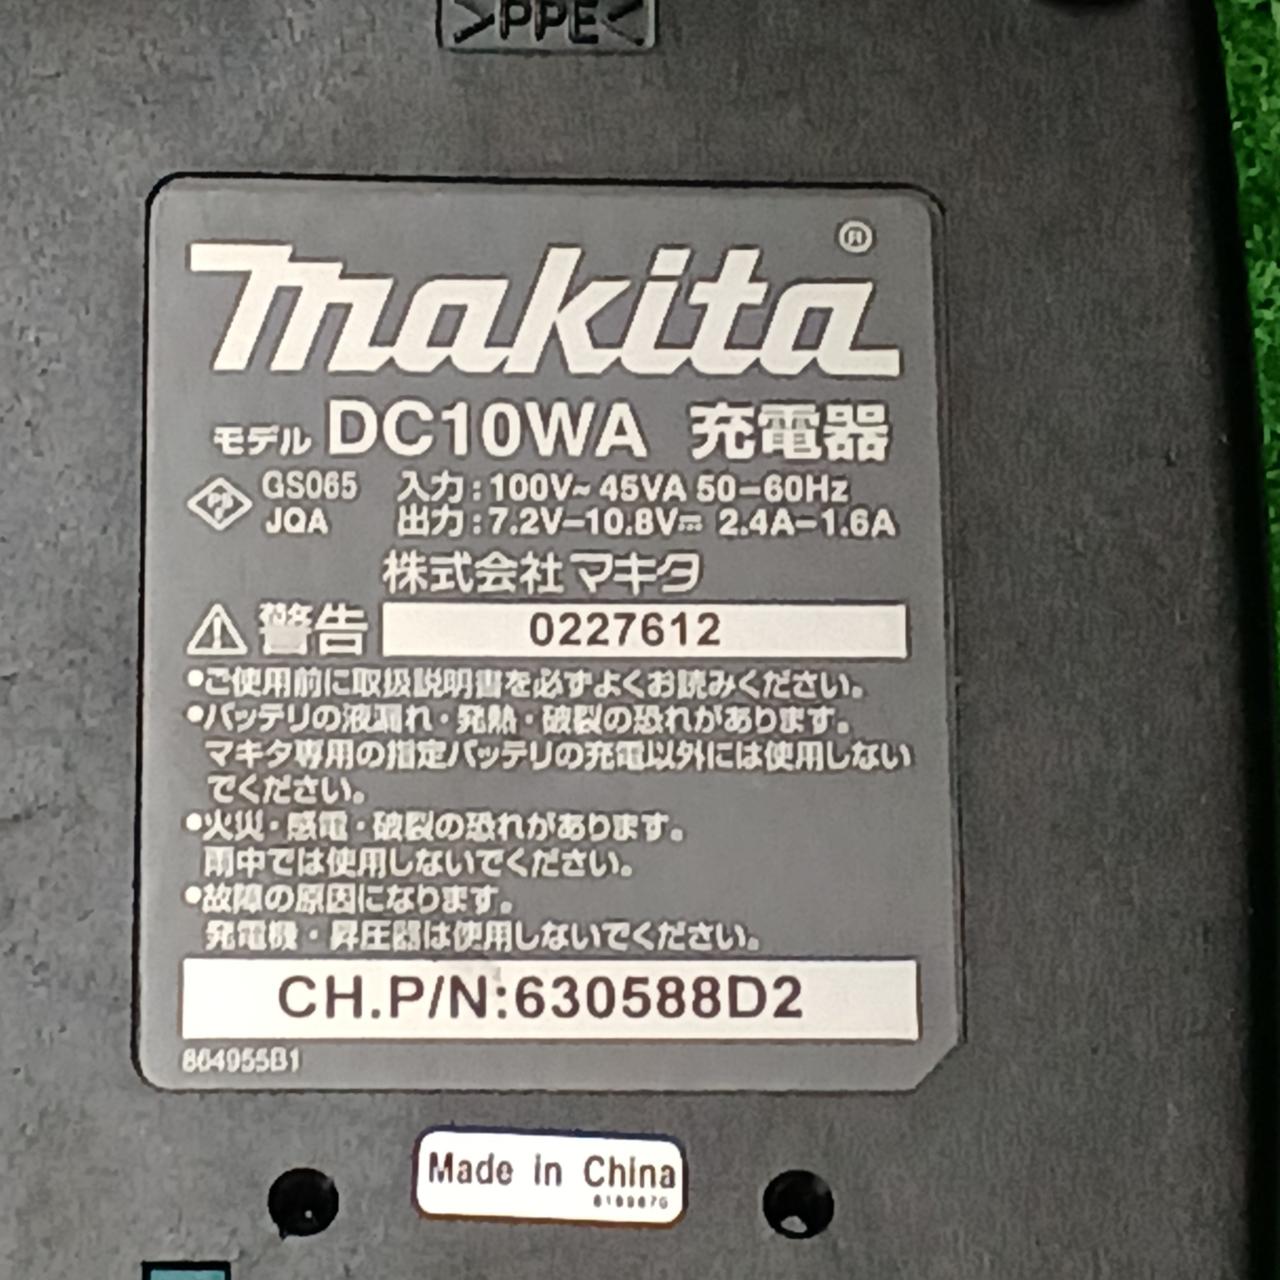 >PPE<
makita®
モデル DC10WA 充電器
PS E GS065 入力:100V~ 45VA 50-60Hz
JQA 出力:7.2V-10.8V⎓ 2.4A-1.6A
株式会社マキタ
⚠警告 0227612
•ご使用前に取扱説明書を必ずよくお読みください。
•バッテリの液漏れ・発熱・破裂の恐れがあります。
マキタ専用の指定バッテリの充電以外には使用しない
でください。
•火災・感電・破裂の恐れがあります。
雨中では使用しないでください。
•故障の原因になります。
発電機・昇圧器は使用しないでください。
CH.P/N:630588D2
864955B1
Made in China